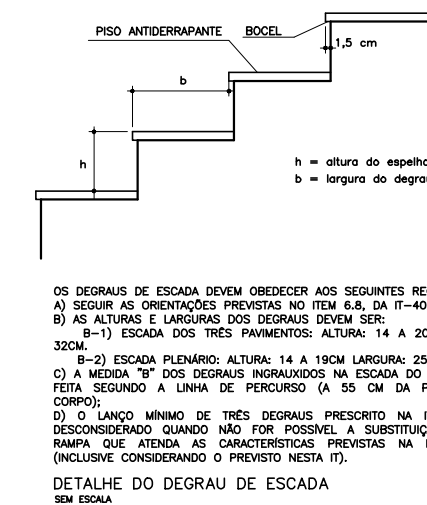 PISO ANTIDERRAPANTE BOCEL
1,5 cm
b
h
h = altura do espelho
b = largura do degrau
OS DEGRAUS DE ESCADA DEVEM OBEDECER AOS SEGUINTES
A) SEGUIR AS ORIENTAÇÕES PREVISTAS NO ITEM 6.8, DA IT-40
B) AS ALTURAS E LARGURAS DOS DEGRAUS DEVEM SER:
B-1) ESCADA DOS TRÊS PAVIMENTOS: ALTURA: 14 A 20
32CM.
B-2) ESCADA PLENÁRIO: ALTURA: 14 A 19CM LARGURA: 25
C) A MEDIDA "B" DOS DEGRAUS INGRAUXIDOS NA ESCADA DO
FEITA SEGUNDO A LINHA DE PERCURSO (A 55 CM DA
CORPO);
D) O LANÇO MÍNIMO DE TRÊS DEGRAUS PRESCRITO NA
DESCONSIDERADO QUANDO NÃO FOR POSSÍVEL A
RAMPA QUE ATENDA AS CARACTERÍSTICAS PREVISTAS NA
(INCLUSIVE CONSIDERANDO O PREVISTO NESTA IT).
DETALHE DO DEGRAU DE ESCADA
SEM ESCALA